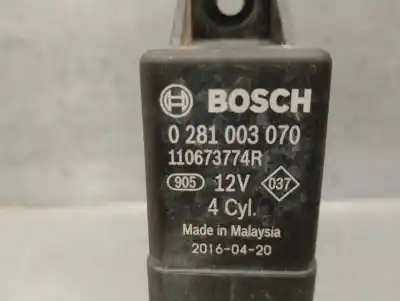 BOSCH
0 281 003 070
110673774R
905 12V 037
4 Cyl.
Made in Malaysia
2016-04-20